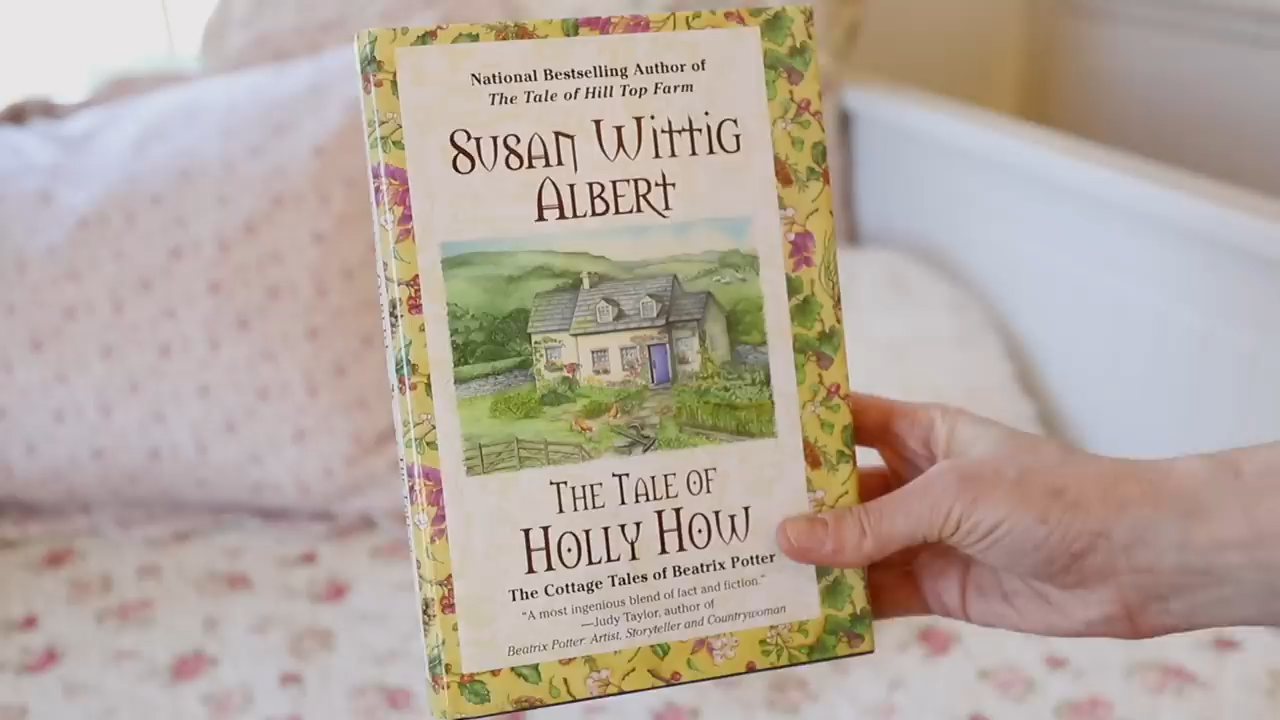 National Bestselling Author of
The Tale of Hill Top Farm
SUSAN WITTIG
ALBERT
THE TALE OF
HOLLY HOW
The Cottage Tales of Beatrix Potter
“A most ingenious blend of fact and fiction.”
—Judy Taylor, author of
Beatrix Potter: Artist, Storyteller and Countrywoman